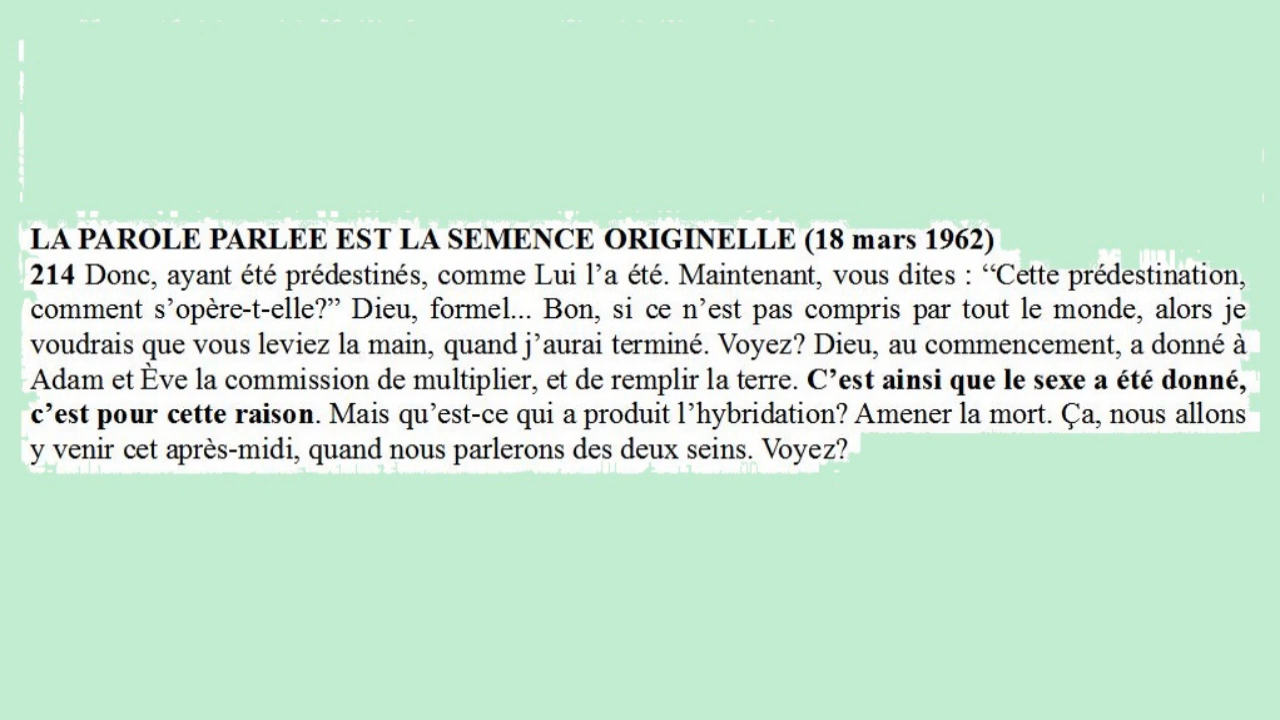 LA PAROLE PARLEE EST LA SEMENCE ORIGINELLE (18 mars 1962)
214 Donc, ayant été prédestinés, comme Lui l’a été. Maintenant, vous dites : “Cette prédestination,
comment s’opère-t-elle?” Dieu, formel... Bon, si ce n’est pas compris par tout le monde, alors je
voudrais que vous leviez la main, quand j’aurai terminé. Voyez? Dieu, au commencement, a donné à
Adam et Ève la commission de multiplier, et de remplir la terre. C’est ainsi que le sexe a été donné,
c’est pour cette raison. Mais qu’est-ce qui a produit l’hybridation? Amener la mort. Ça, nous allons
y venir cet après-midi, quand nous parlerons des deux seins. Voyez?